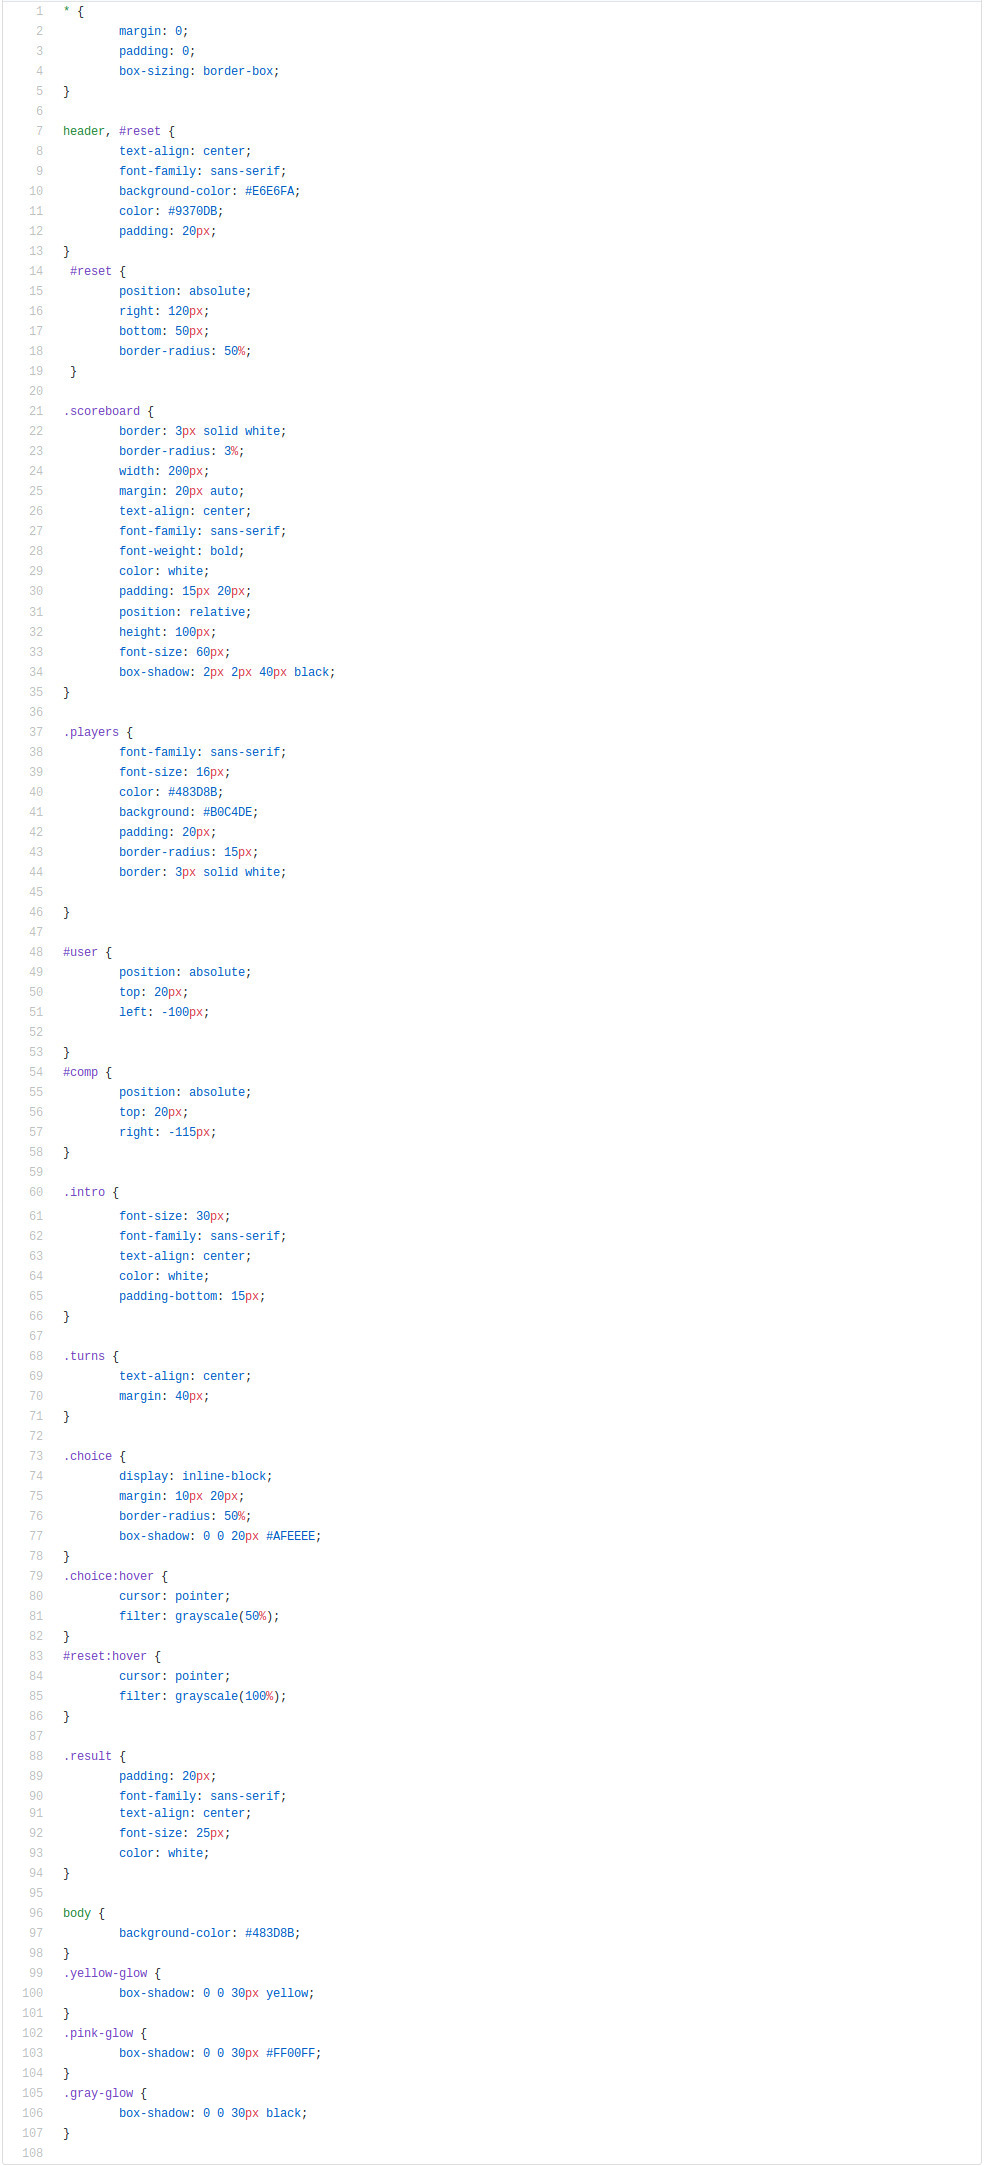 1 * {
2 margin: 0;
3 padding: 0;
4 box-sizing: border-box;
5 }
6
7 header, #reset {
8 text-align: center;
9 font-family: sans-serif;
10 background-color: #E6E6FA;
11 color: #9370DB;
12 padding: 20px;
13 }
14 #reset {
15 position: absolute;
16 right: 120px;
17 bottom: 50px;
18 border-radius: 50%;
19 }
20
21 .scoreboard {
22 border: 3px solid white;
23 border-radius: 3%;
24 width: 200px;
25 margin: 20px auto;
26 text-align: center;
27 font-family: sans-serif;
28 font-weight: bold;
29 color: white;
30 padding: 15px 20px;
31 position: relative;
32 height: 100px;
33 font-size: 60px;
34 box-shadow: 2px 2px 40px black;
35 }
36
37 .players {
38 font-family: sans-serif;
39 font-size: 16px;
40 color: #483D8B;
41 background: #B0C4DE;
42 padding: 20px;
43 border-radius: 15px;
44 border: 3px solid white;
45
46 }
47
48 #user {
49 position: absolute;
50 top: 20px;
51 left: -100px;
52
53 }
54 #comp {
55 position: absolute;
56 top: 20px;
57 right: -115px;
58 }
59
60 .intro {
61 font-size: 30px;
62 font-family: sans-serif;
63 text-align: center;
64 color: white;
65 padding-bottom: 15px;
66 }
67
68 .turns {
69 text-align: center;
70 margin: 40px;
71 }
72
73 .choice {
74 display: inline-block;
75 margin: 10px 20px;
76 border-radius: 50%;
77 box-shadow: 0 0 20px #AFEEEE;
78 }
79 .choice:hover {
80 cursor: pointer;
81 filter: grayscale(50%);
82 }
83 #reset:hover {
84 cursor: pointer;
85 filter: grayscale(100%);
86 }
87
88 .result {
89 padding: 20px;
90 font-family: sans-serif;
91 text-align: center;
92 font-size: 25px;
93 color: white;
94 }
95
96 body {
97 background-color: #483D8B;
98 }
99 .yellow-glow {
100 box-shadow: 0 0 30px yellow;
101 }
102 .pink-glow {
103 box-shadow: 0 0 30px #FF00FF;
104 }
105 .gray-glow {
106 box-shadow: 0 0 30px black;
107 }
108